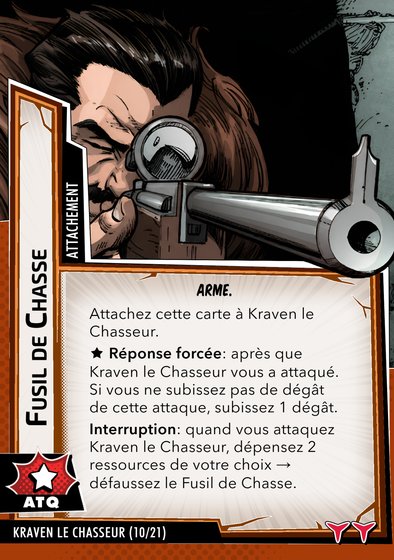 FUSIL DE CHASSE
ATTACHEMENT
ARME.
Attachez cette carte à Kraven le
Chasseur.
★ Réponse forcée: après que
Kraven le Chasseur vous a attaqué.
Si vous ne subissez pas de dégât
de cette attaque, subissez 1 dégât.
Interruption: quand vous attaquez
Kraven le Chasseur, dépensez 2
ressources de votre choix →
défaussez le Fusil de Chasse.
ATQ
KRAVEN LE CHASSEUR (10/21)